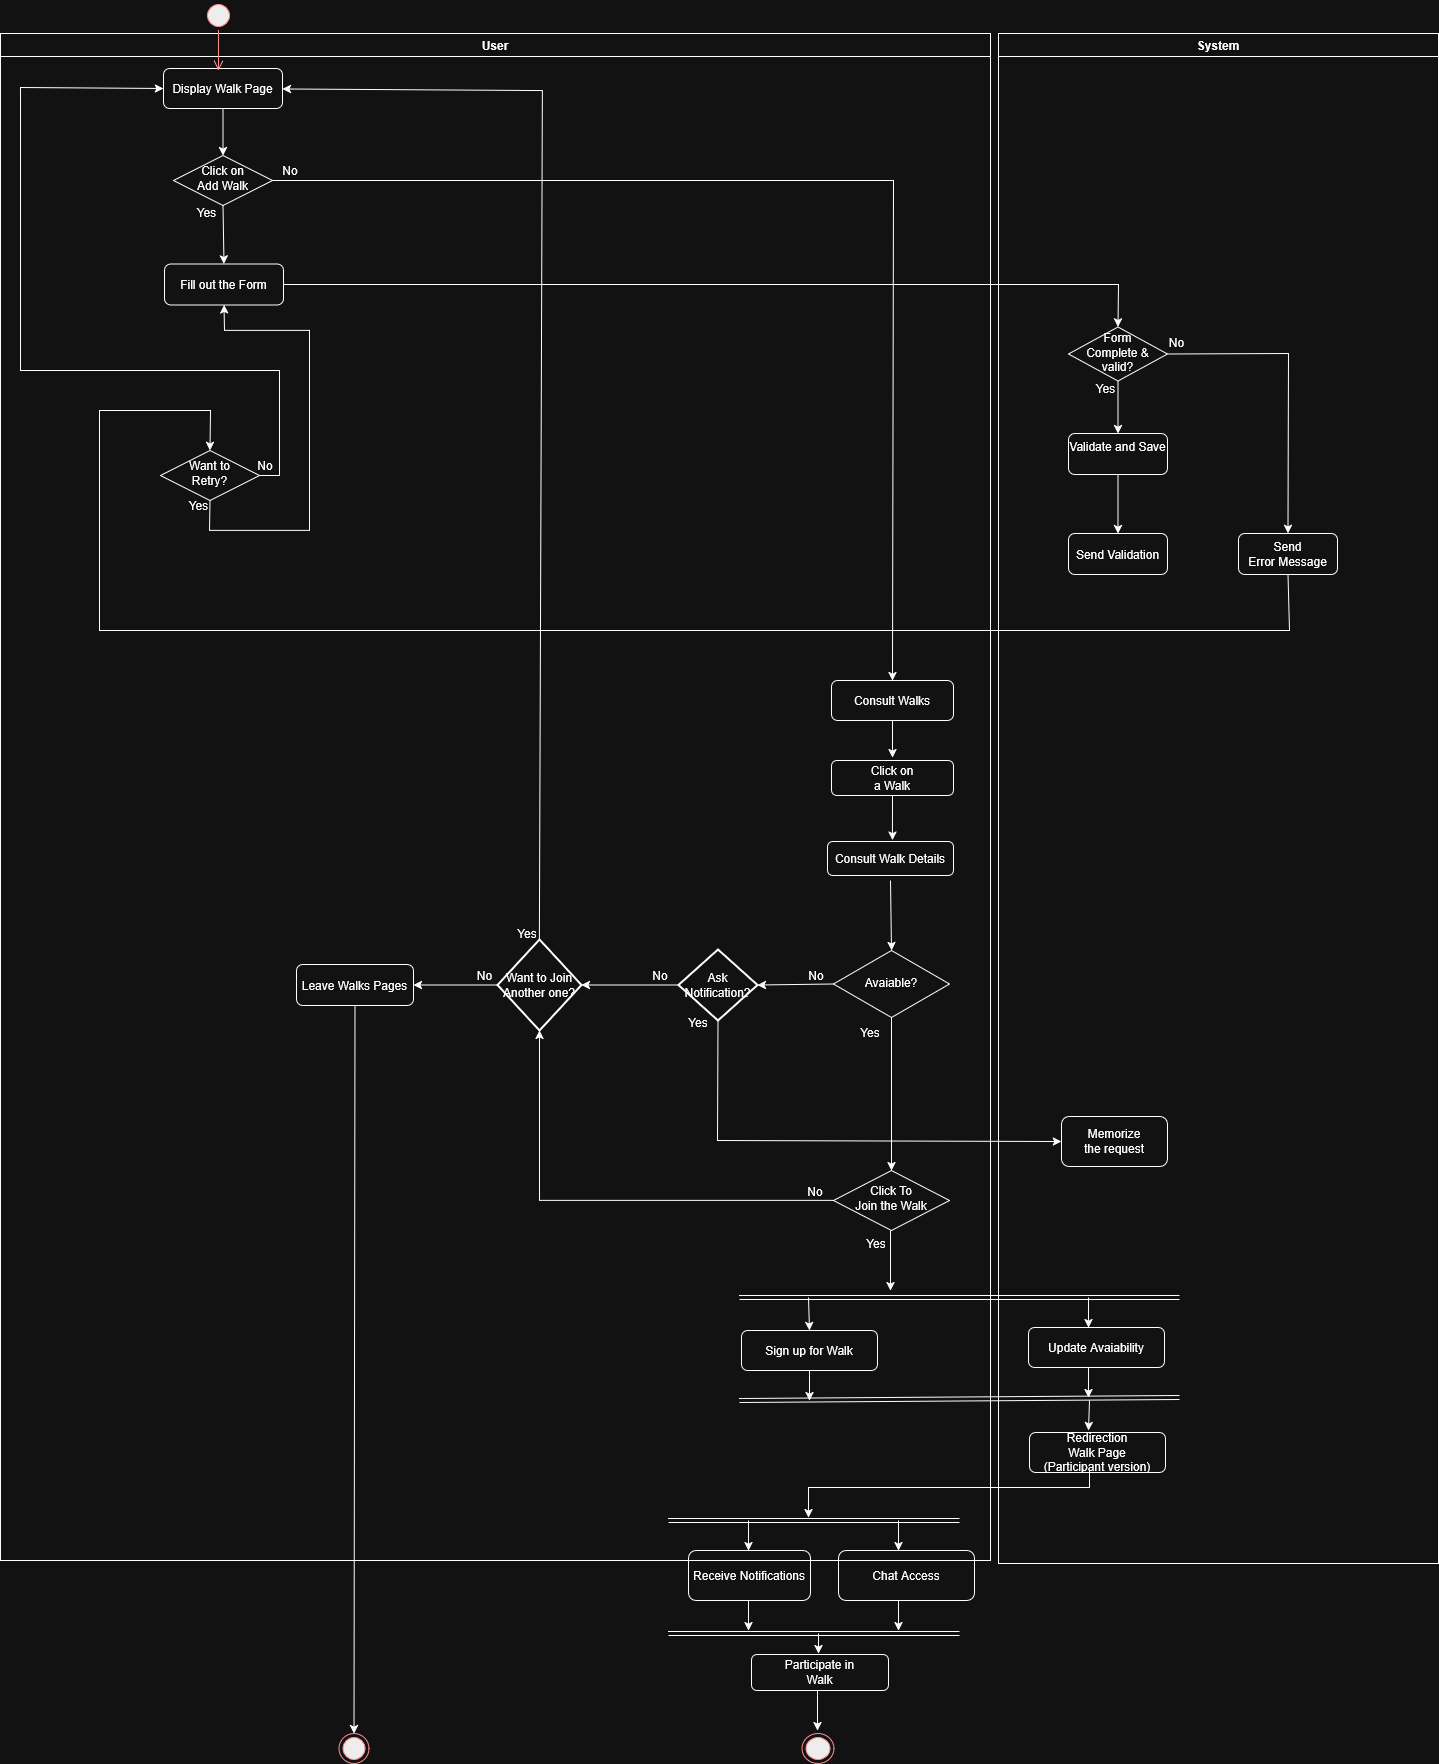 User
System
Display Walk Page
Click on
Add Walk
No
Yes
Fill out the Form
Form
Complete &
valid?
No
Yes
Validate and Save
Want to
Retry?
No
Yes
Send Validation
Send
Error Message
Consult Walks
Click on
a Walk
Consult Walk Details
Yes
Leave Walks Pages
No
Want to Join
Another one?
No
Ask
Notification?
No
Avaiable?
Yes
Yes
Memorize
the request
No
Click To
Join the Walk
Yes
Sign up for Walk
Update Avaiability
Redirection
Walk Page
(Participant version)
Receive Notifications
Chat Access
Participate in
Walk